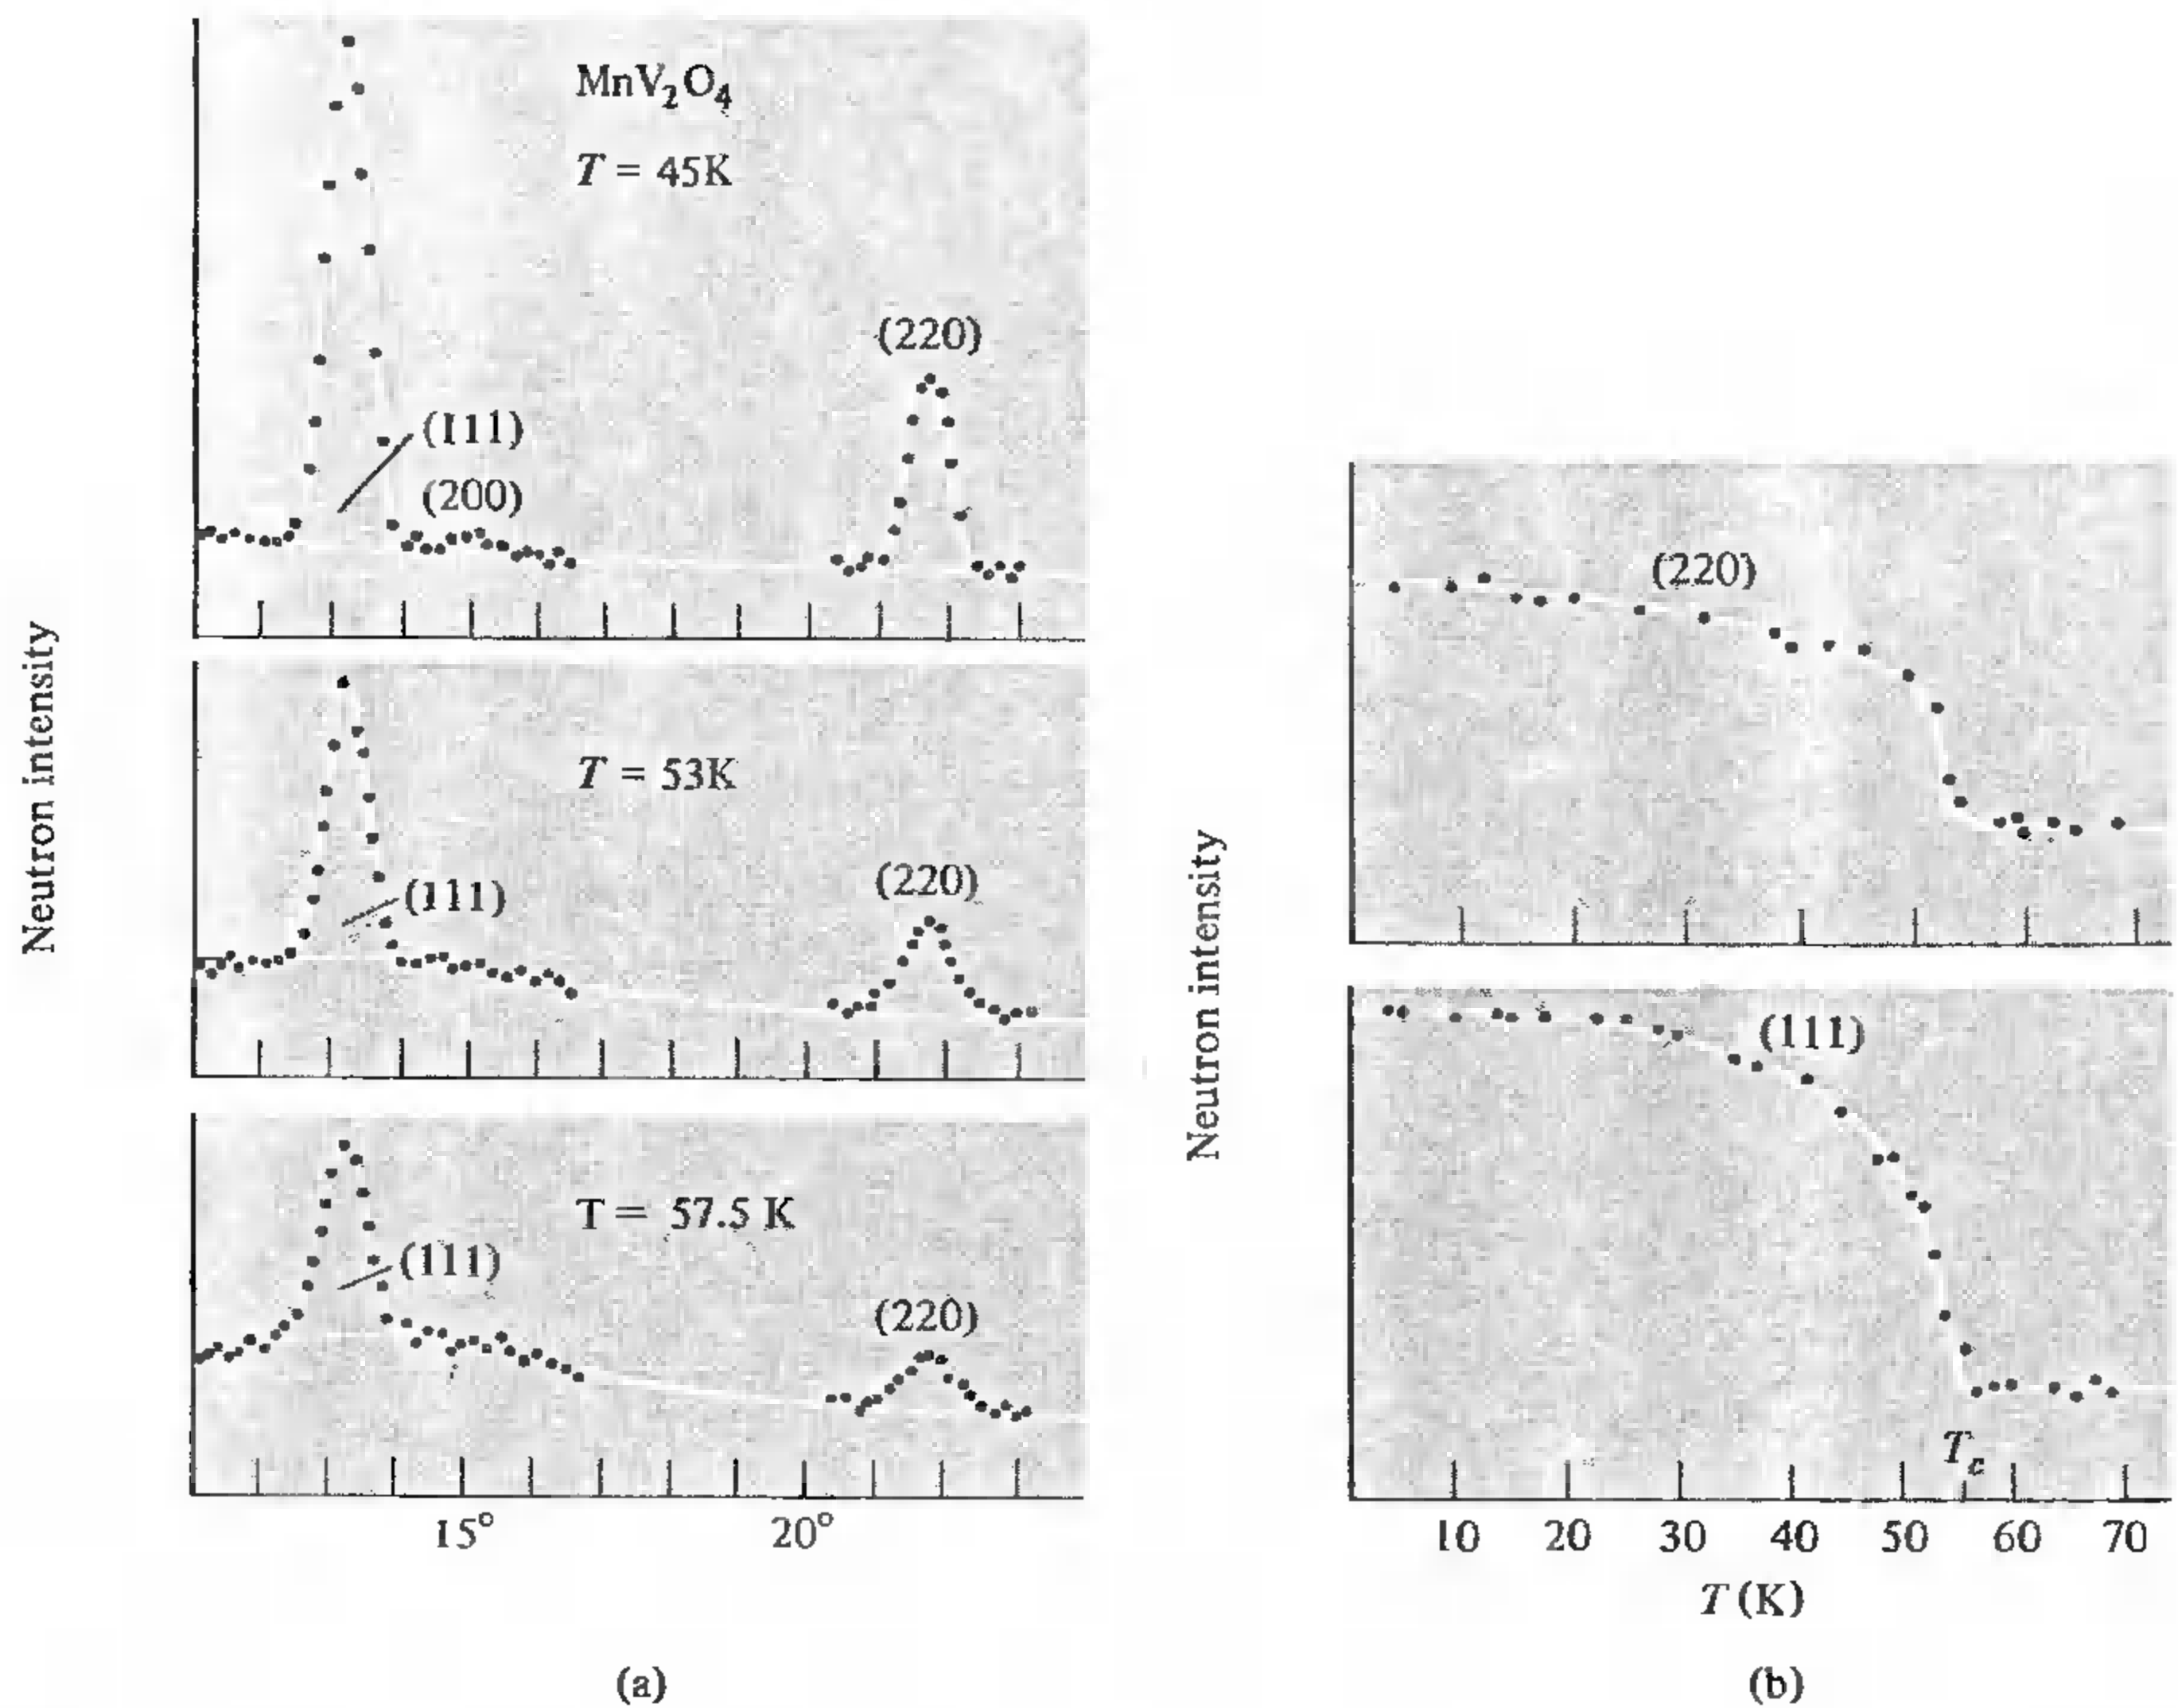 Neutron intensity
MnV₂O₄
T = 45K
(111)
(200)
(220)
T = 53K
(111)
(220)
T = 57.5 K
(111)
(220)
15° 20°
(a)
Neutron intensity
(220)
(111)
T_c
10 20 30 40 50 60 70
T (K)
(b)